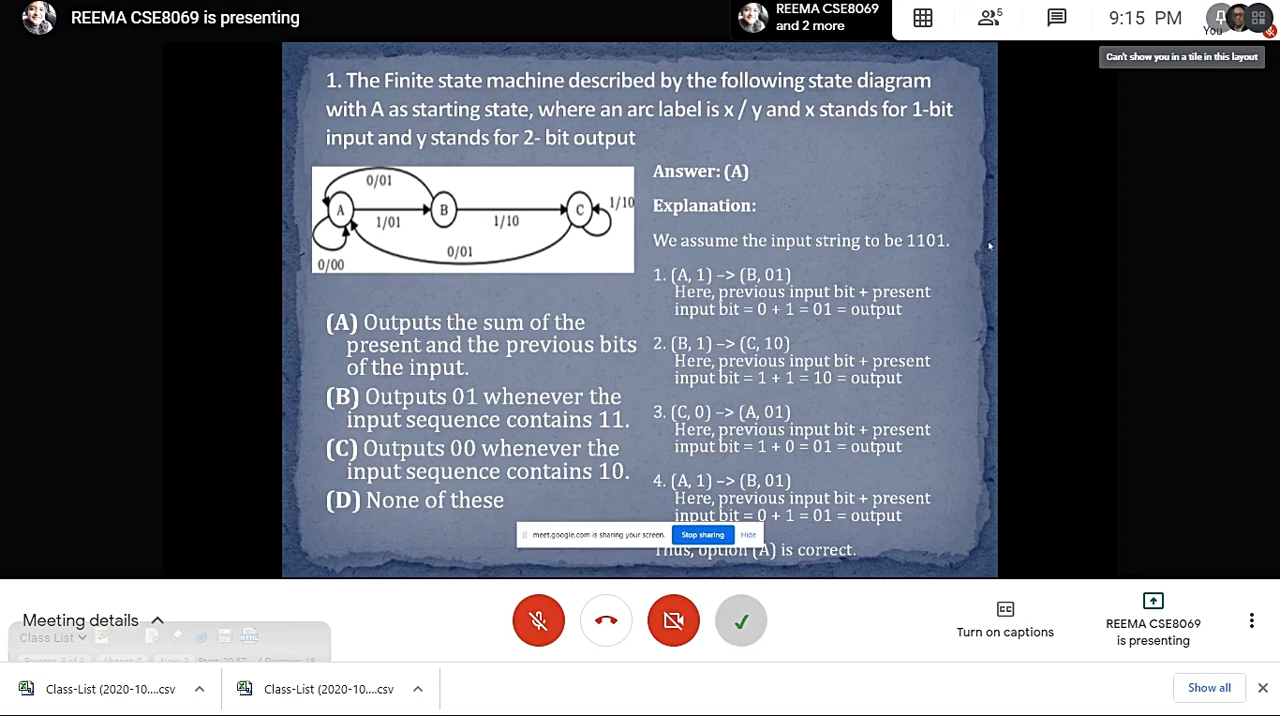 REEMA CSE8069 is presenting
REEMA CSE8069
and 2 more
5
9:15 PM
You
Can't show you in a tile in this layout
1. The Finite state machine described by the following state diagram
with A as starting state, where an arc label is x / y and x stands for 1-bit
input and y stands for 2- bit output
0/01
A
B
C
1/10
1/01
1/10
0/01
0/00
(A) Outputs the sum of the
present and the previous bits
of the input.
(B) Outputs 01 whenever the
input sequence contains 11.
(C) Outputs 00 whenever the
input sequence contains 10.
(D) None of these
Answer: (A)
Explanation:
We assume the input string to be 1101.
1. (A, 1) –> (B, 01)
Here, previous input bit + present
input bit = 0 + 1 = 01 = output
2. (B, 1) –> (C, 10)
Here, previous input bit + present
input bit = 1 + 1 = 10 = output
3. (C, 0) –> (A, 01)
Here, previous input bit + present
input bit = 1 + 0 = 01 = output
4. (A, 1) –> (B, 01)
Here, previous input bit + present
input bit = 0 + 1 = 01 = output
Thus, option (A) is correct.
meet.google.com is sharing your screen.
Stop sharing
Hide
Meeting details
Class List
HTML
CC
Turn on captions
REEMA CSE8069
is presenting
Class-List (2020-10....csv
Class-List (2020-10....csv
Show all